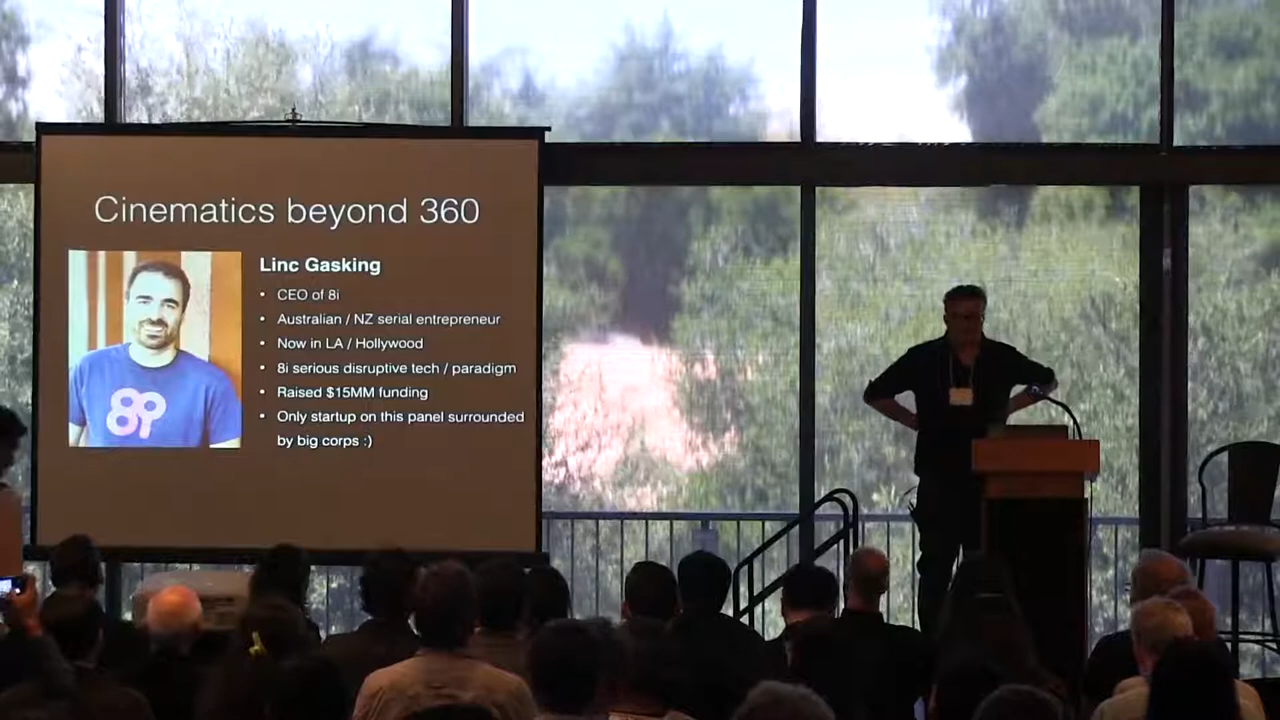 Cinematics beyond 360
Linc Gasking
• CEO of 8i
• Australian / NZ serial entrepreneur
• Now in LA / Hollywood
• 8i serious disruptive tech / paradigm
• Raised $15MM funding
• Only startup on this panel surrounded
by big corps :)